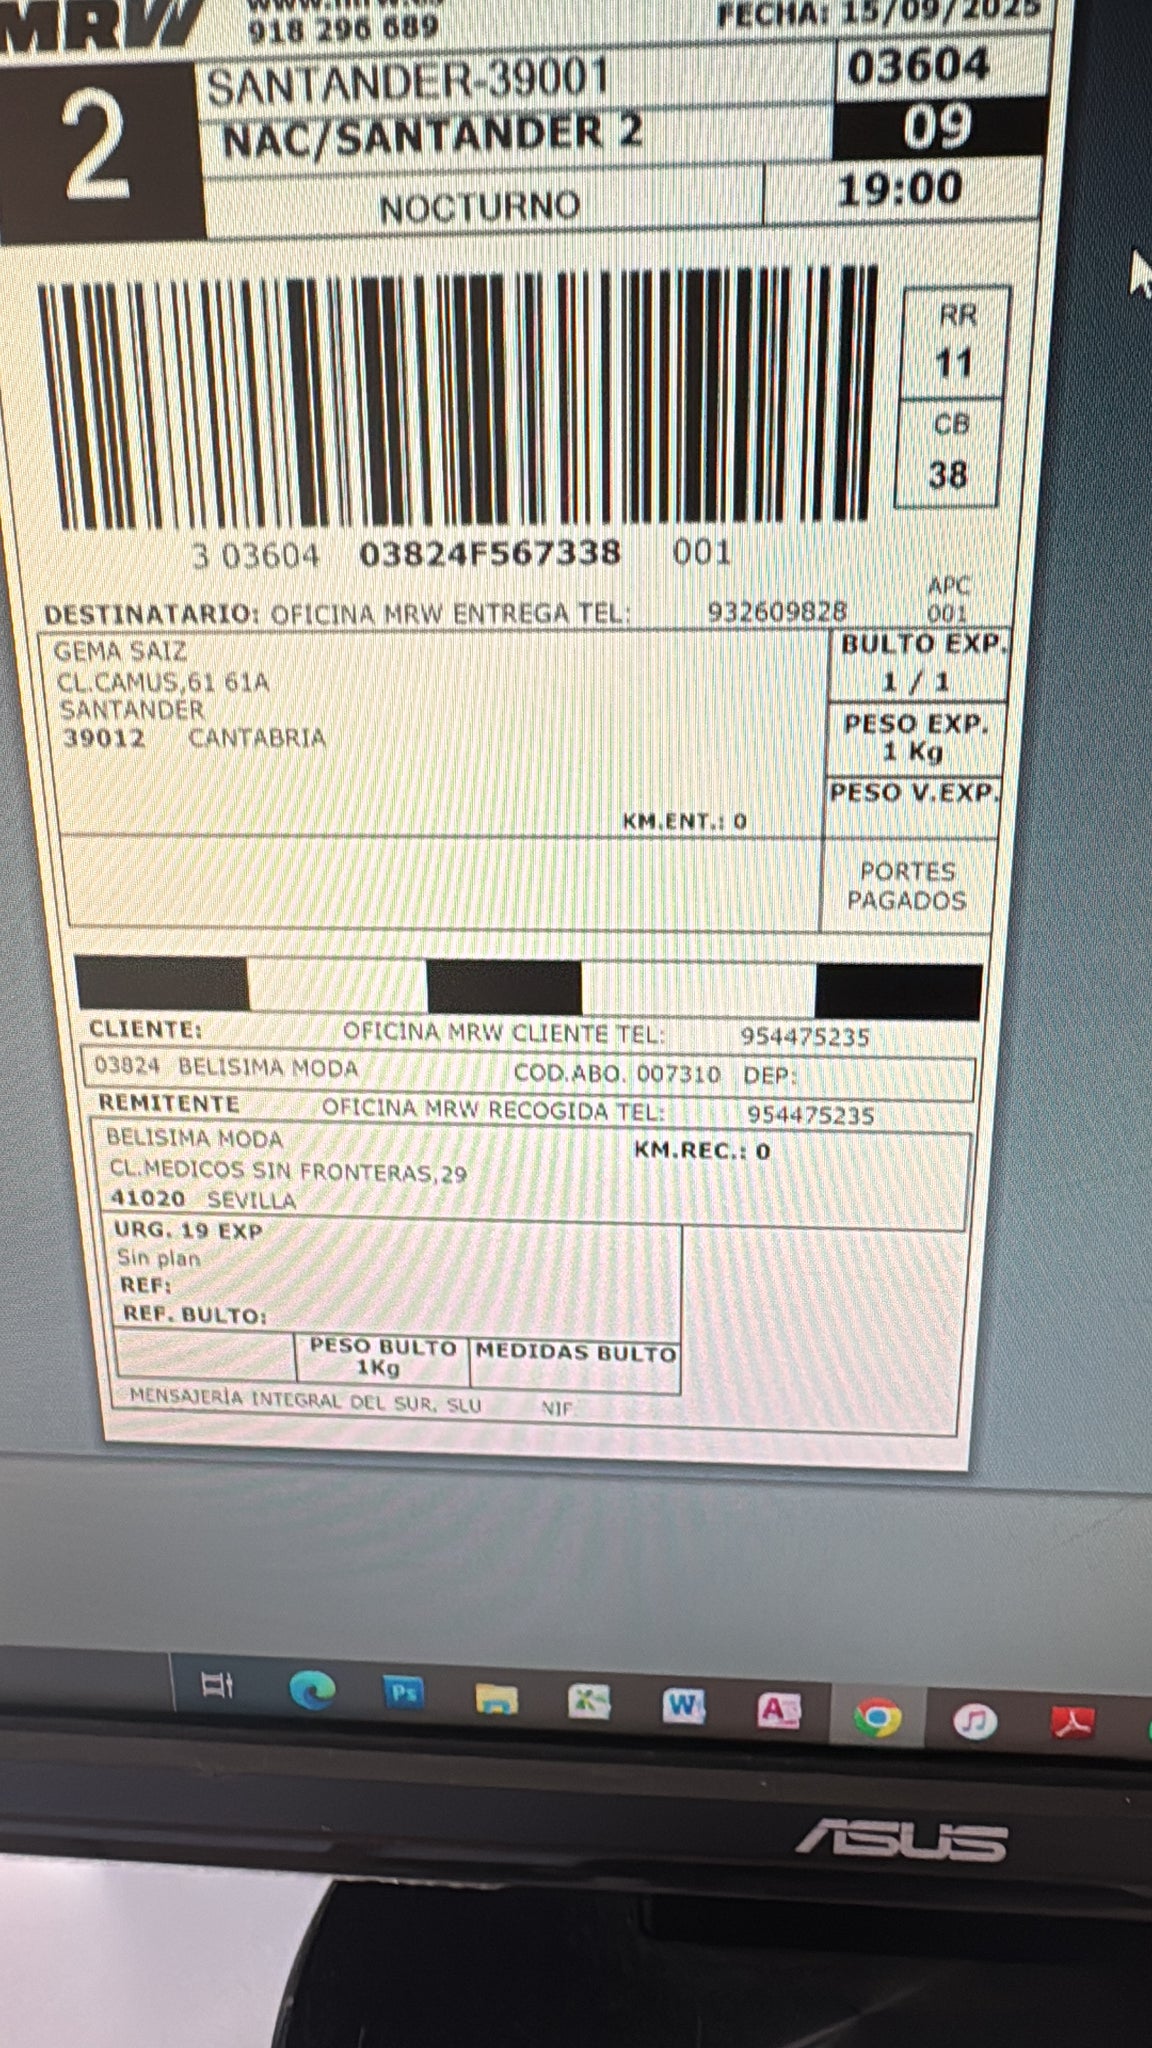 MRW
918 296 689
FECHA: 15/09/2025
2
SANTANDER-39001
03604
NAC/SANTANDER 2
09
NOCTURNO
19:00
RR
11
CB
38
3 03604 03824F567338 001
APC
001
DESTINATARIO: OFICINA MRW ENTREGA TEL: 932609828
GEMA SAIZ
CL.CAMUS,61 61A
SANTANDER
39012 CANTABRIA
BULTO EXP.
1 / 1
PESO EXP.
1 Kg
PESO V.EXP.
KM.ENT.: 0
PORTES
PAGADOS
CLIENTE: OFICINA MRW CLIENTE TEL: 954475235
03824 BELISIMA MODA COD.ABO. 007310 DEP:
REMITENTE OFICINA MRW RECOGIDA TEL: 954475235
BELISIMA MODA KM.REC.: 0
CL.MEDICOS SIN FRONTERAS,29
41020 SEVILLA
URG. 19 EXP
Sin plan
REF:
REF. BULTO:
PESO BULTO MEDIDAS BULTO
1Kg
MENSAJERÍA INTEGRAL DEL SUR, SLU NIF
Ps
W
A
ASUS